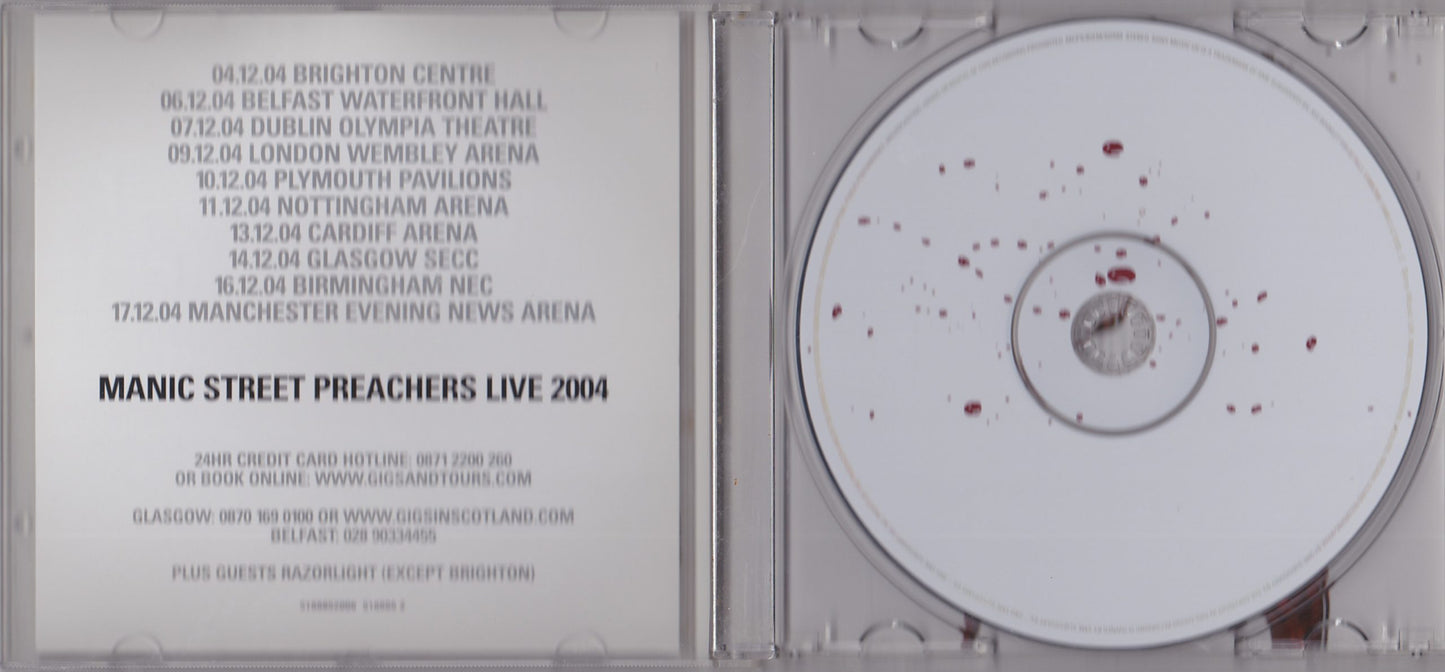 04.12.04 BRIGHTON CENTRE
06.12.04 BELFAST WATERFRONT HALL
07.12.04 DUBLIN OLYMPIA THEATRE
09.12.04 LONDON WEMBLEY ARENA
10.12.04 PLYMOUTH PAVILIONS
11.12.04 NOTTINGHAM ARENA
13.12.04 CARDIFF ARENA
14.12.04 GLASGOW SECC
16.12.04 BIRMINGHAM NEC
17.12.04 MANCHESTER EVENING NEWS ARENA
MANIC STREET PREACHERS LIVE 2004
24HR CREDIT CARD HOTLINE: 0871 2200 260
OR BOOK ONLINE: WWW.GIGSANDTOURS.COM
GLASGOW: 0870 169 0100 OR WWW.GIGSINSCOTLAND.COM
BELFAST: 028 90334455
PLUS GUESTS RAZORLIGHT (EXCEPT BRIGHTON)